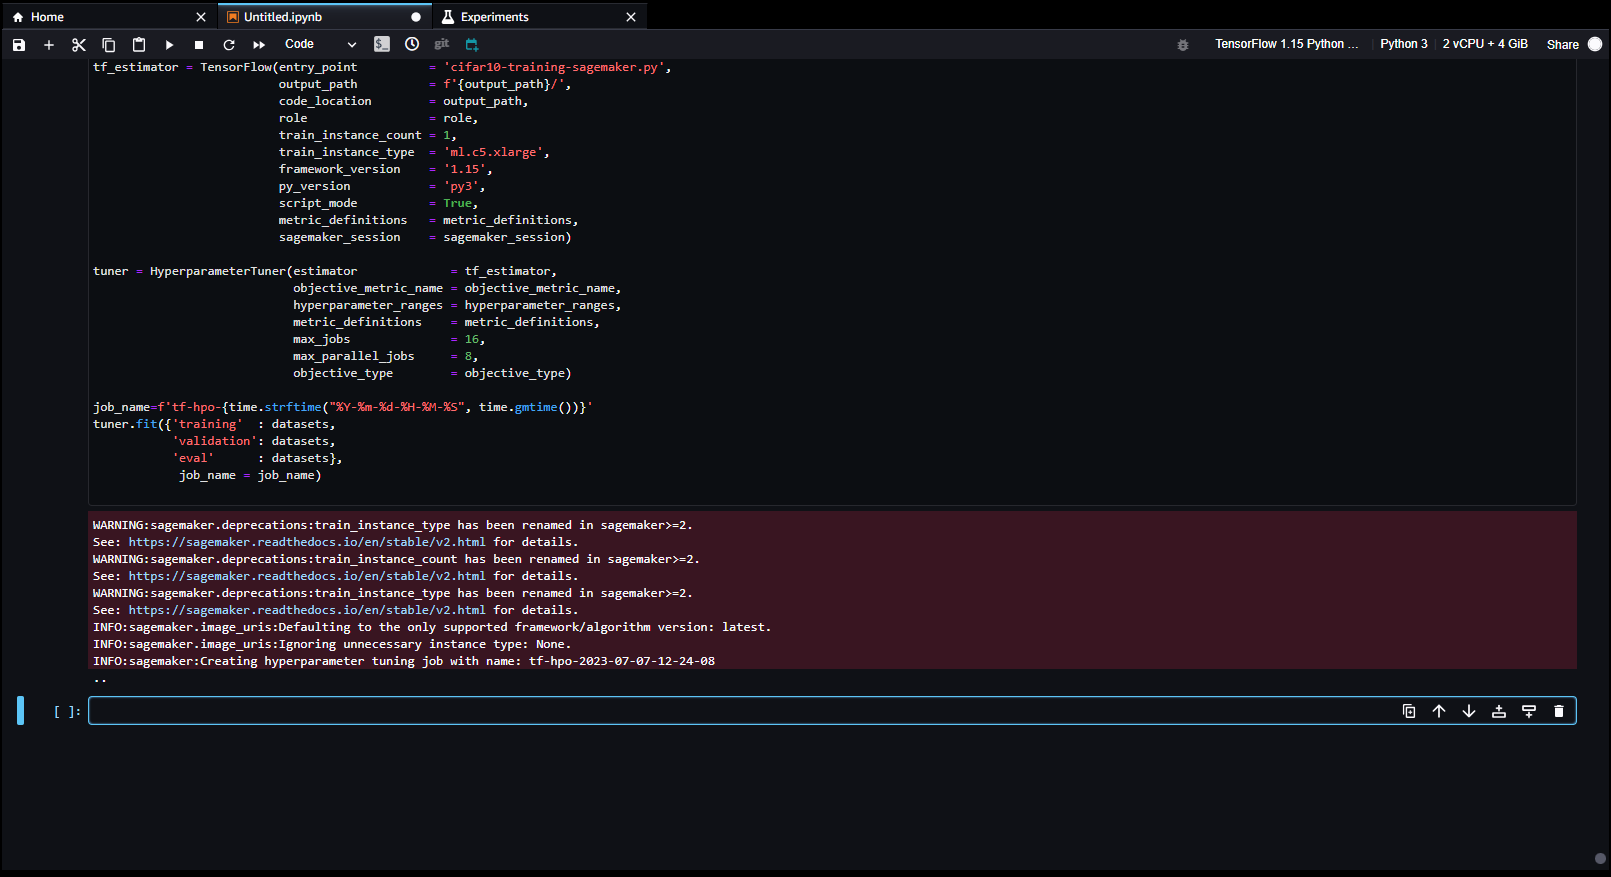 Home Untitled.ipynb Experiments
Code git TensorFlow 1.15 Python ... Python 3 2 vCPU + 4 GiB Share
tf_estimator = TensorFlow(entry_point = 'cifar10-training-sagemaker.py',
output_path = f'{output_path}/',
code_location = output_path,
role = role,
train_instance_count = 1,
train_instance_type = 'ml.c5.xlarge',
framework_version = '1.15',
py_version = 'py3',
script_mode = True,
metric_definitions = metric_definitions,
sagemaker_session = sagemaker_session)
tuner = HyperparameterTuner(estimator = tf_estimator,
objective_metric_name = objective_metric_name,
hyperparameter_ranges = hyperparameter_ranges,
metric_definitions = metric_definitions,
max_jobs = 16,
max_parallel_jobs = 8,
objective_type = objective_type)
job_name=f'tf-hpo-{time.strftime("%Y-%m-%d-%H-%M-%S", time.gmtime())}'
tuner.fit({'training' : datasets,
'validation': datasets,
'eval' : datasets},
job_name = job_name)
WARNING:sagemaker.deprecations:train_instance_type has been renamed in sagemaker>=2.
See: https://sagemaker.readthedocs.io/en/stable/v2.html for details.
WARNING:sagemaker.deprecations:train_instance_count has been renamed in sagemaker>=2.
See: https://sagemaker.readthedocs.io/en/stable/v2.html for details.
WARNING:sagemaker.deprecations:train_instance_type has been renamed in sagemaker>=2.
See: https://sagemaker.readthedocs.io/en/stable/v2.html for details.
INFO:sagemaker.image_uris:Defaulting to the only supported framework/algorithm version: latest.
INFO:sagemaker.image_uris:Ignoring unnecessary instance type: None.
INFO:sagemaker:Creating hyperparameter tuning job with name: tf-hpo-2023-07-07-12-24-08
..
[ ]: